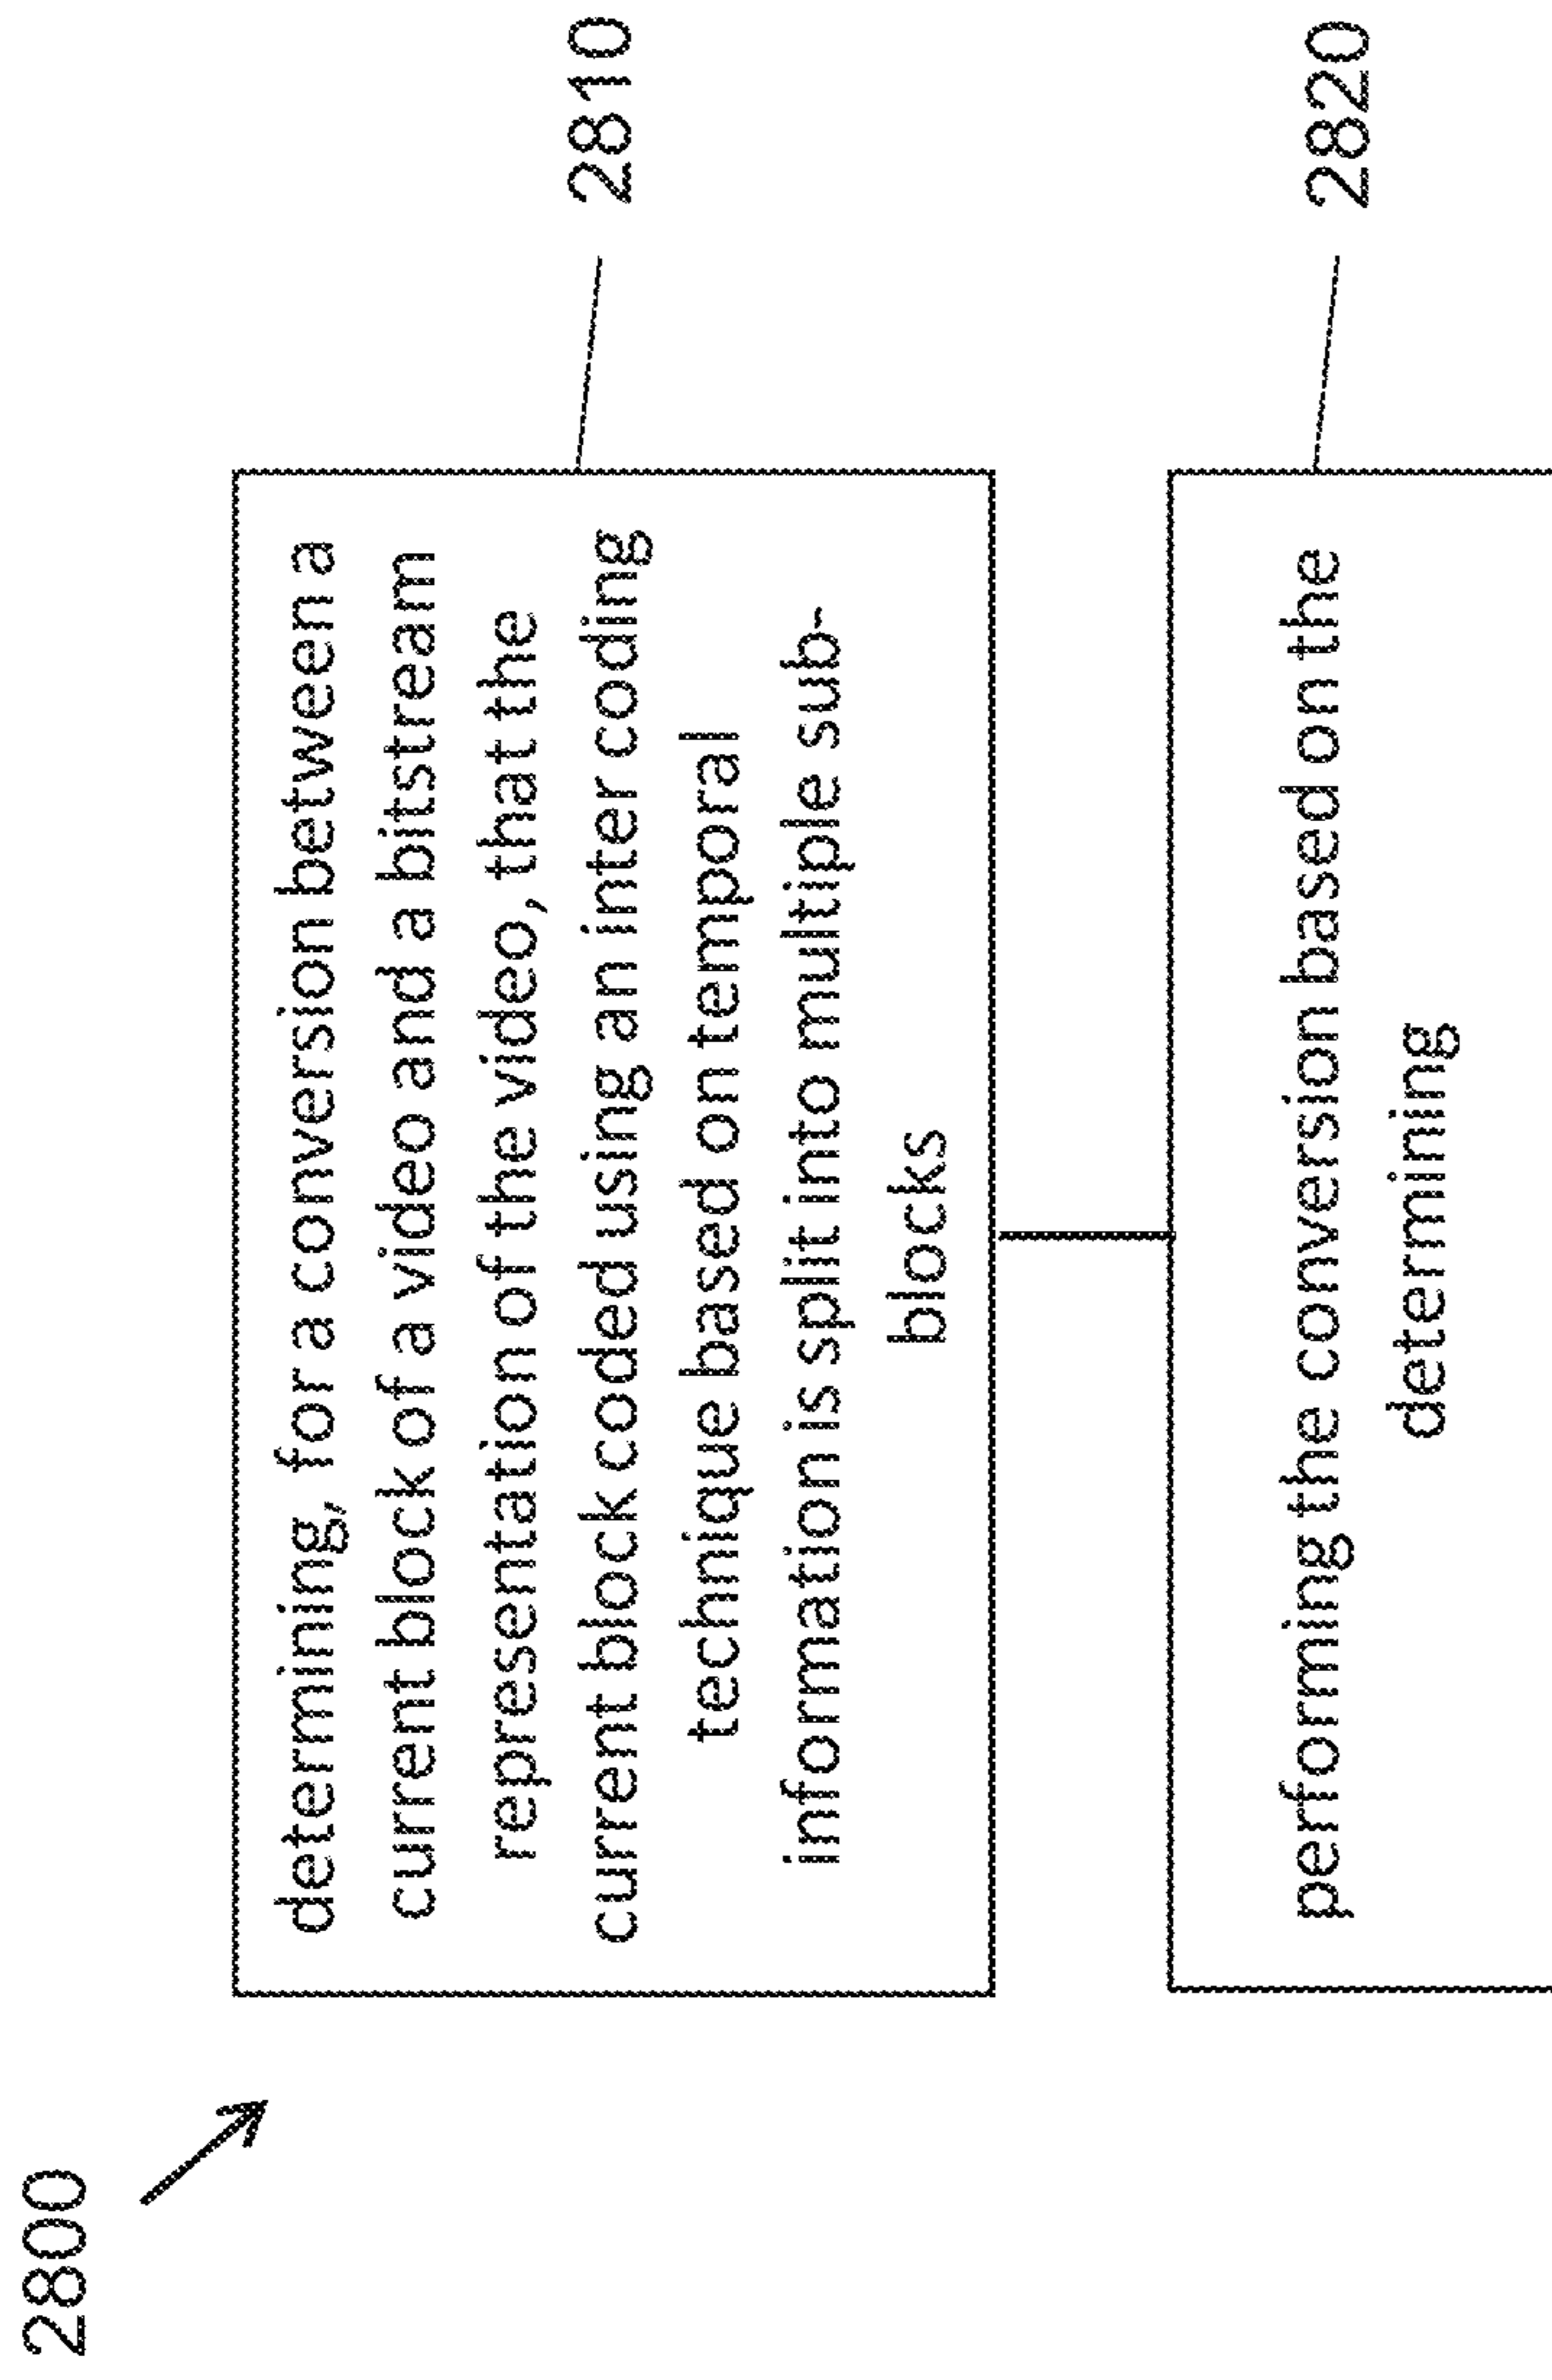 2800
determining, for a conversion between a
current block of a video and a bitstream
representation of the video, that the
current block coded using an inter coding
technique based on temporal
information is split into multiple sub-
blocks
2810
performing the conversion based on the
determining
2820